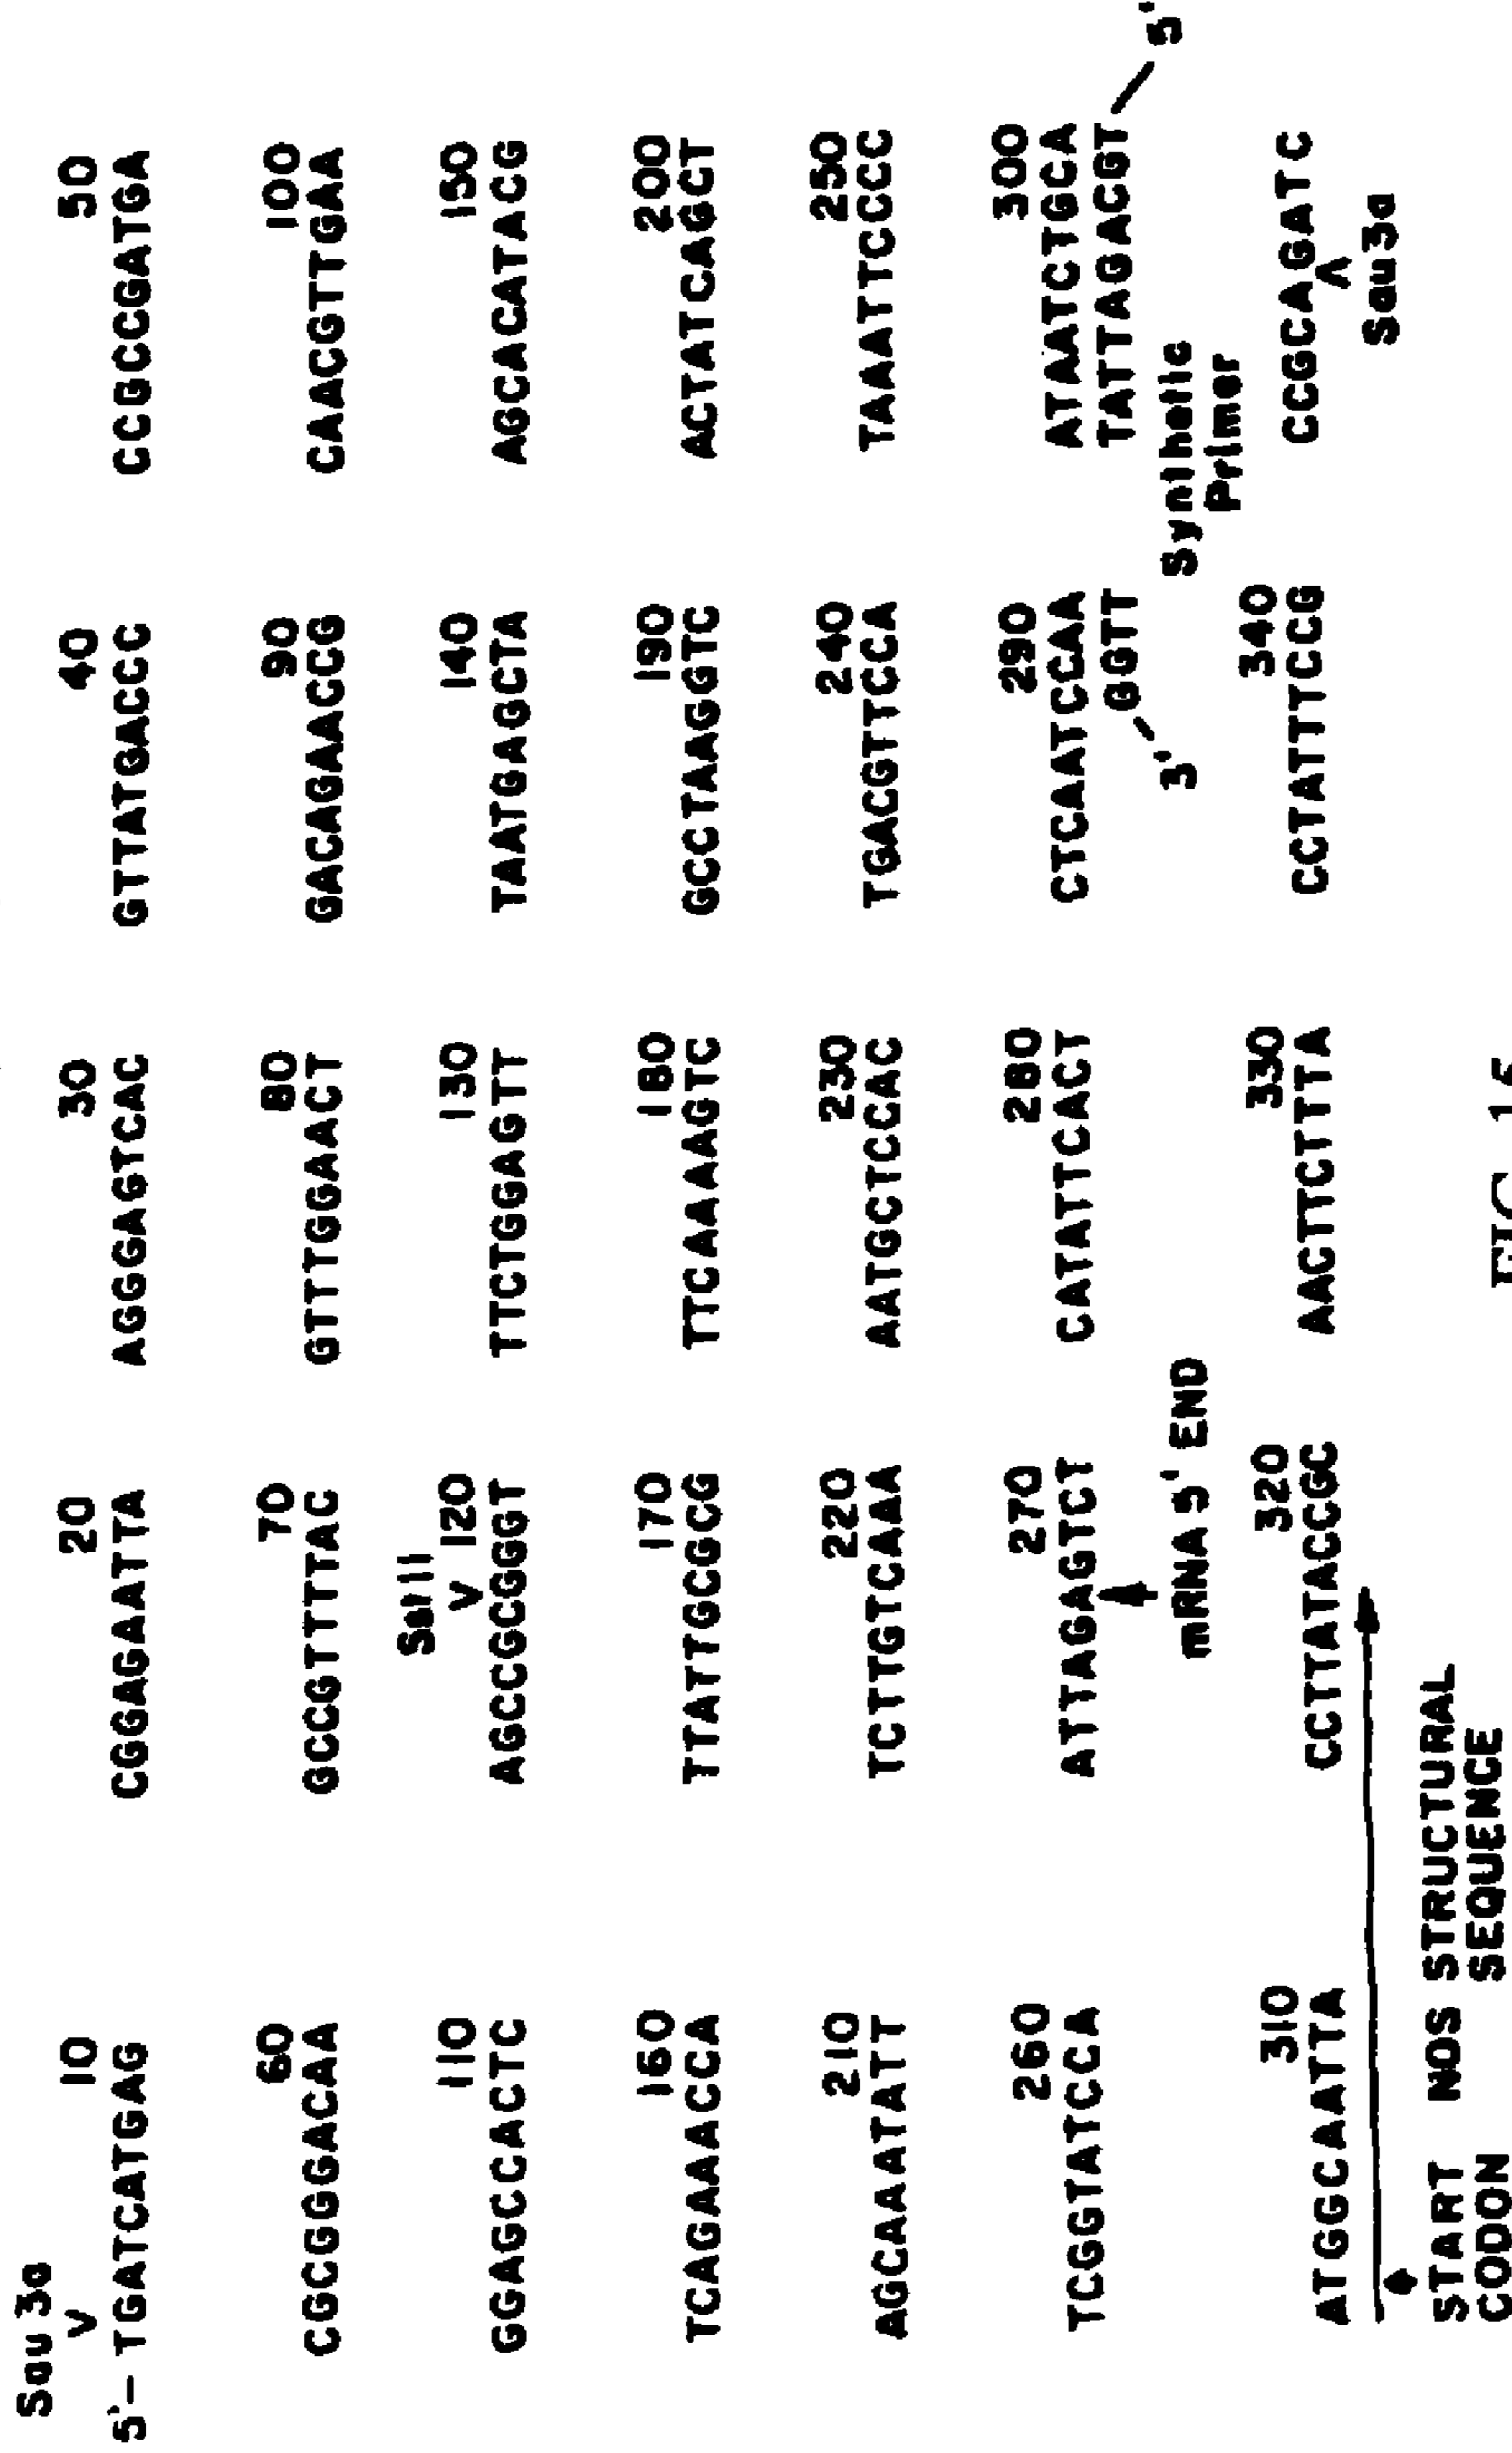 Sau 3a
v
10 20 30 40 50
5'– TGATCATGAG CGGAGAATTA AGGGAGTCAC GTTATGACCC CCGCCGATGA
60 70 80 90 100
CGCGGGACAA GCCGTTTTAC GTTTGGAACT GACAGAACCG CAACGTTGAA
SaIII
v
110 120 130 140 150
GGAGCCACTC AGCCGCGGGT TTCTGGAGTT TAATGAGCTA AGCACATACG
160 170 180 190 200
TCAGAAACCA TTATTGCGCG TTCAAAAGTC GCCTAAGGTC ACTATCAGCT
210 220 230 240 250
AGCAAATATT TCTTGTCAAA AATGCTCCAC TGACGTTCCA TAAATTCCCC
260 270 280 290 300
TCGGTATCCA ATTAGAGTCT CATATTCACT CTCAATCCAA ATAATCTGCA
GGTT TATTAGACGT
3' 5'
mRNA 5' END Synthetic
Primer
310 320 330 340
ATGGCAATTA CCTTATACCGC AACTTCTTTA CCTATTTCCG CCGCAGATC
^
Sau 3a
START NOS STRUCTURAL
CODON SEQUENCE